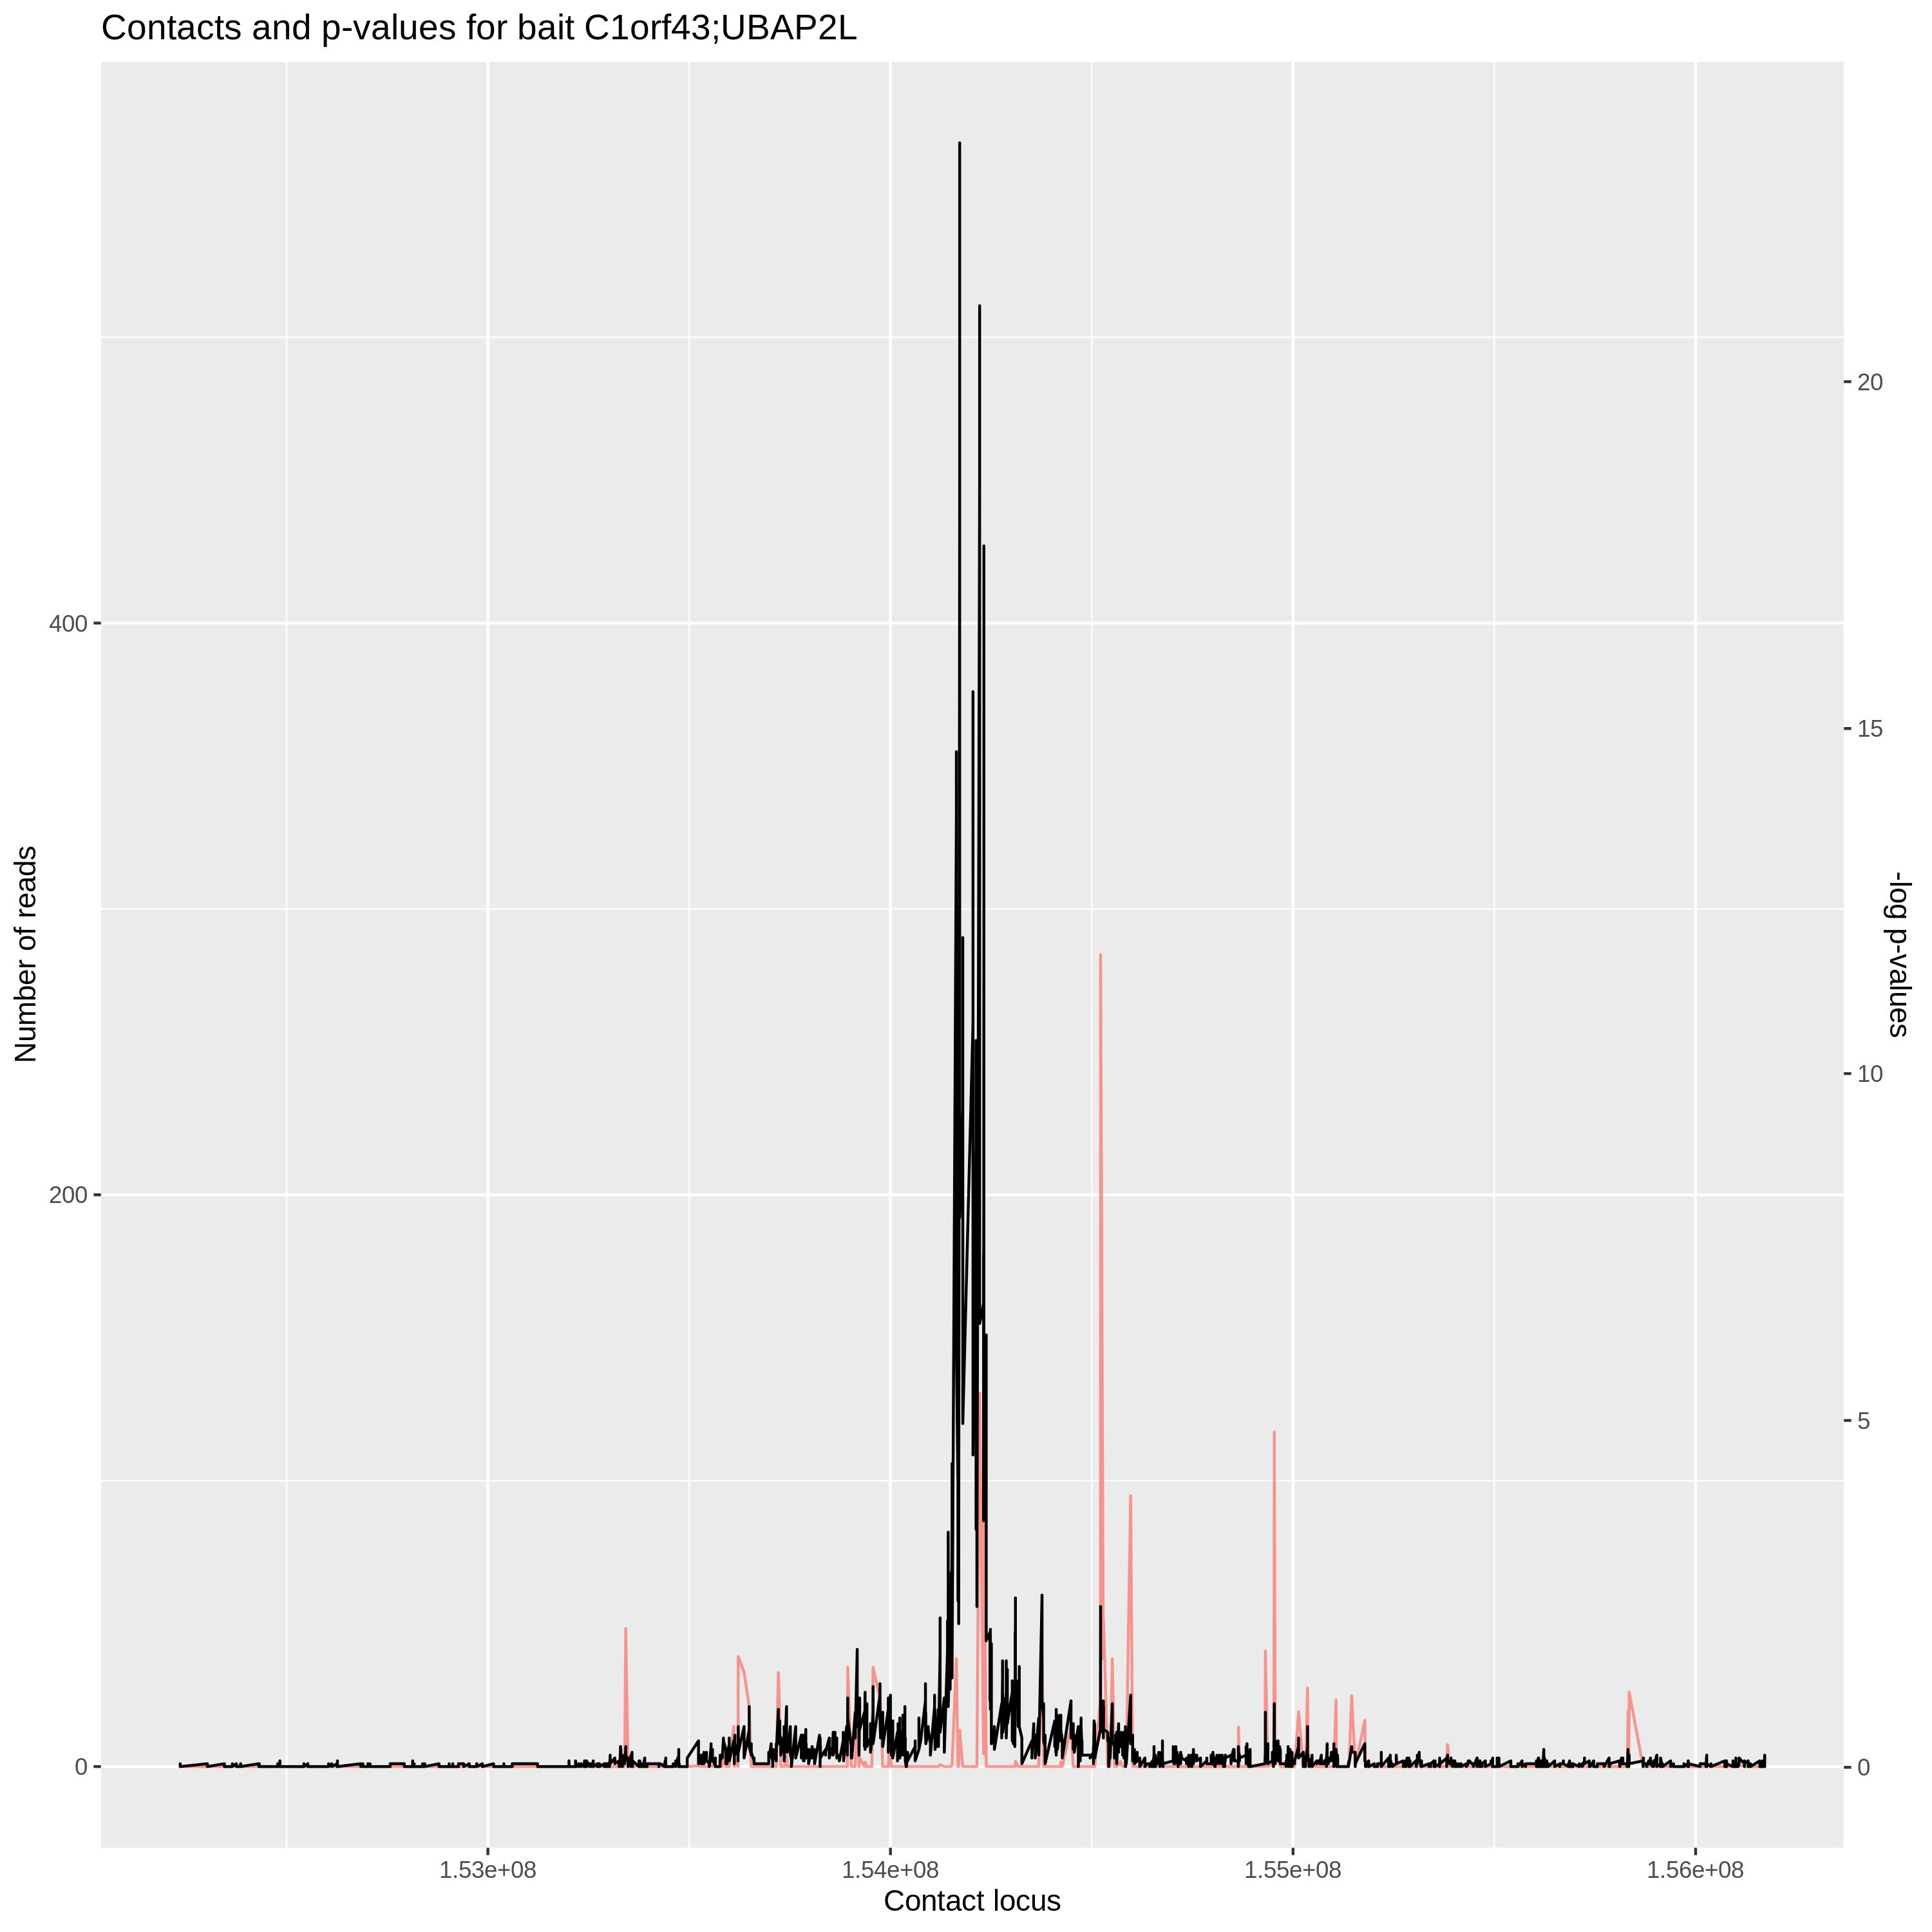 Contacts and p-values for bait C1orf43;UBAP2L
Number of reads
400
200
0
20
15
10
5
0
-log p-values
1.53e+08
1.54e+08
1.55e+08
1.56e+08
Contact locus